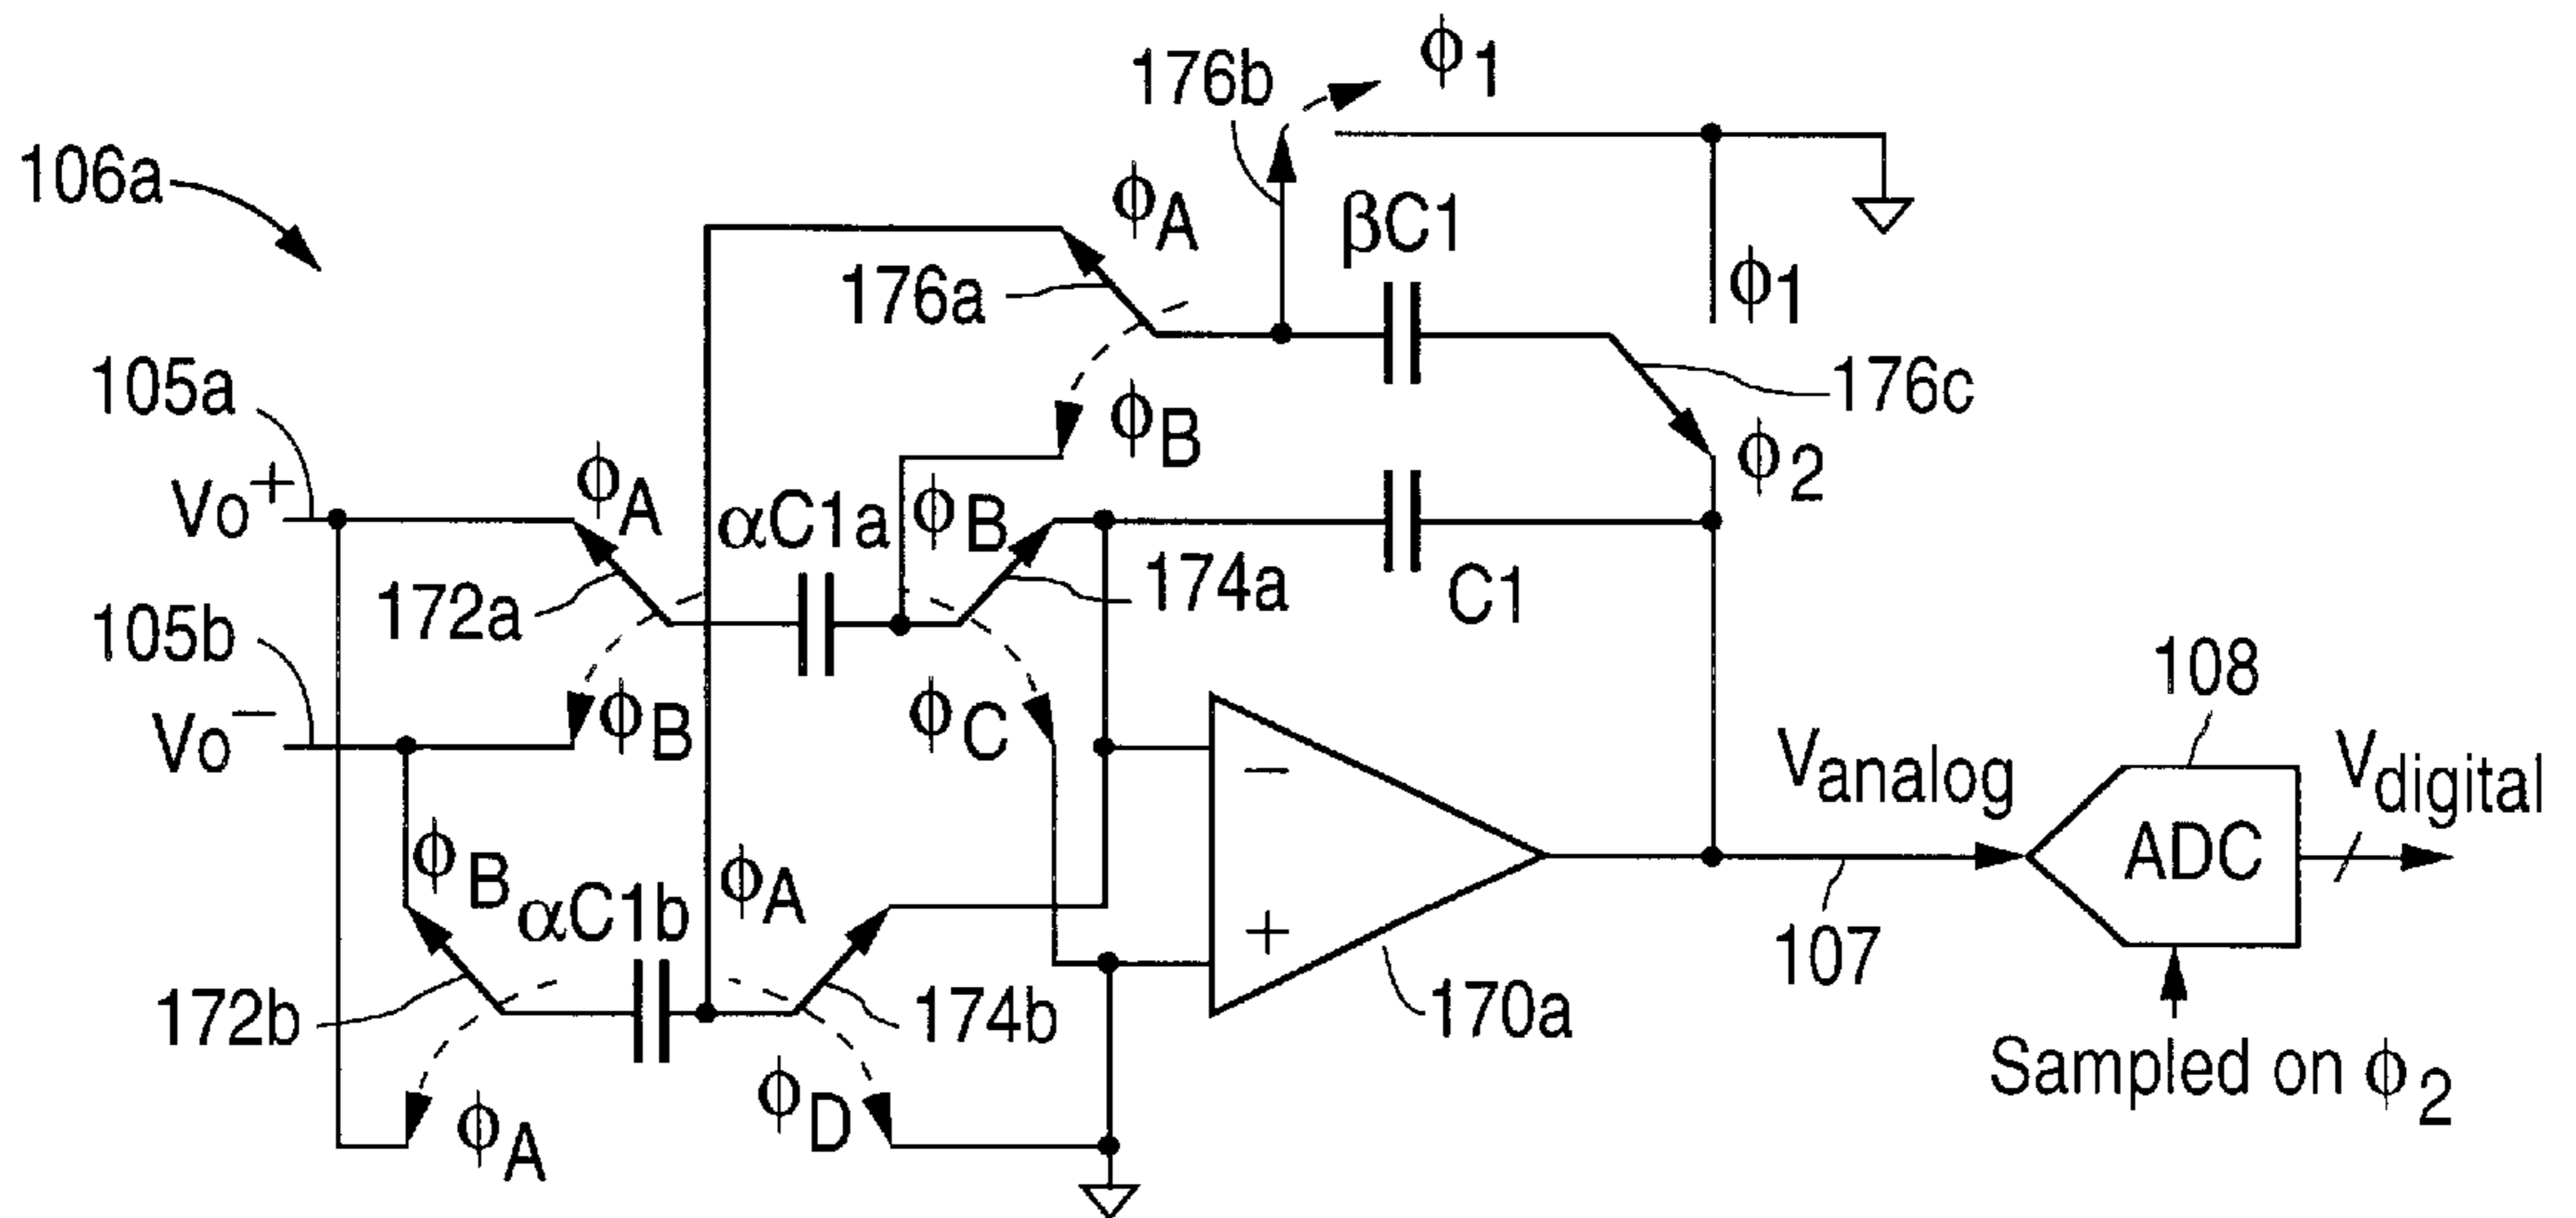 ϕ1
176b
106a
ϕA
βC1
176a
ϕ1
105a
ϕB
176c
Vo+
ϕA
αC1a
ϕB
ϕ2
172a
174a
C1
105b
108
Vo−
ϕB
ϕC
−
Vanalog
Vdigital
ϕB
αC1b
ϕA
ADC
+
107
172b
174b
170a
ϕD
Sampled on ϕ2
ϕA